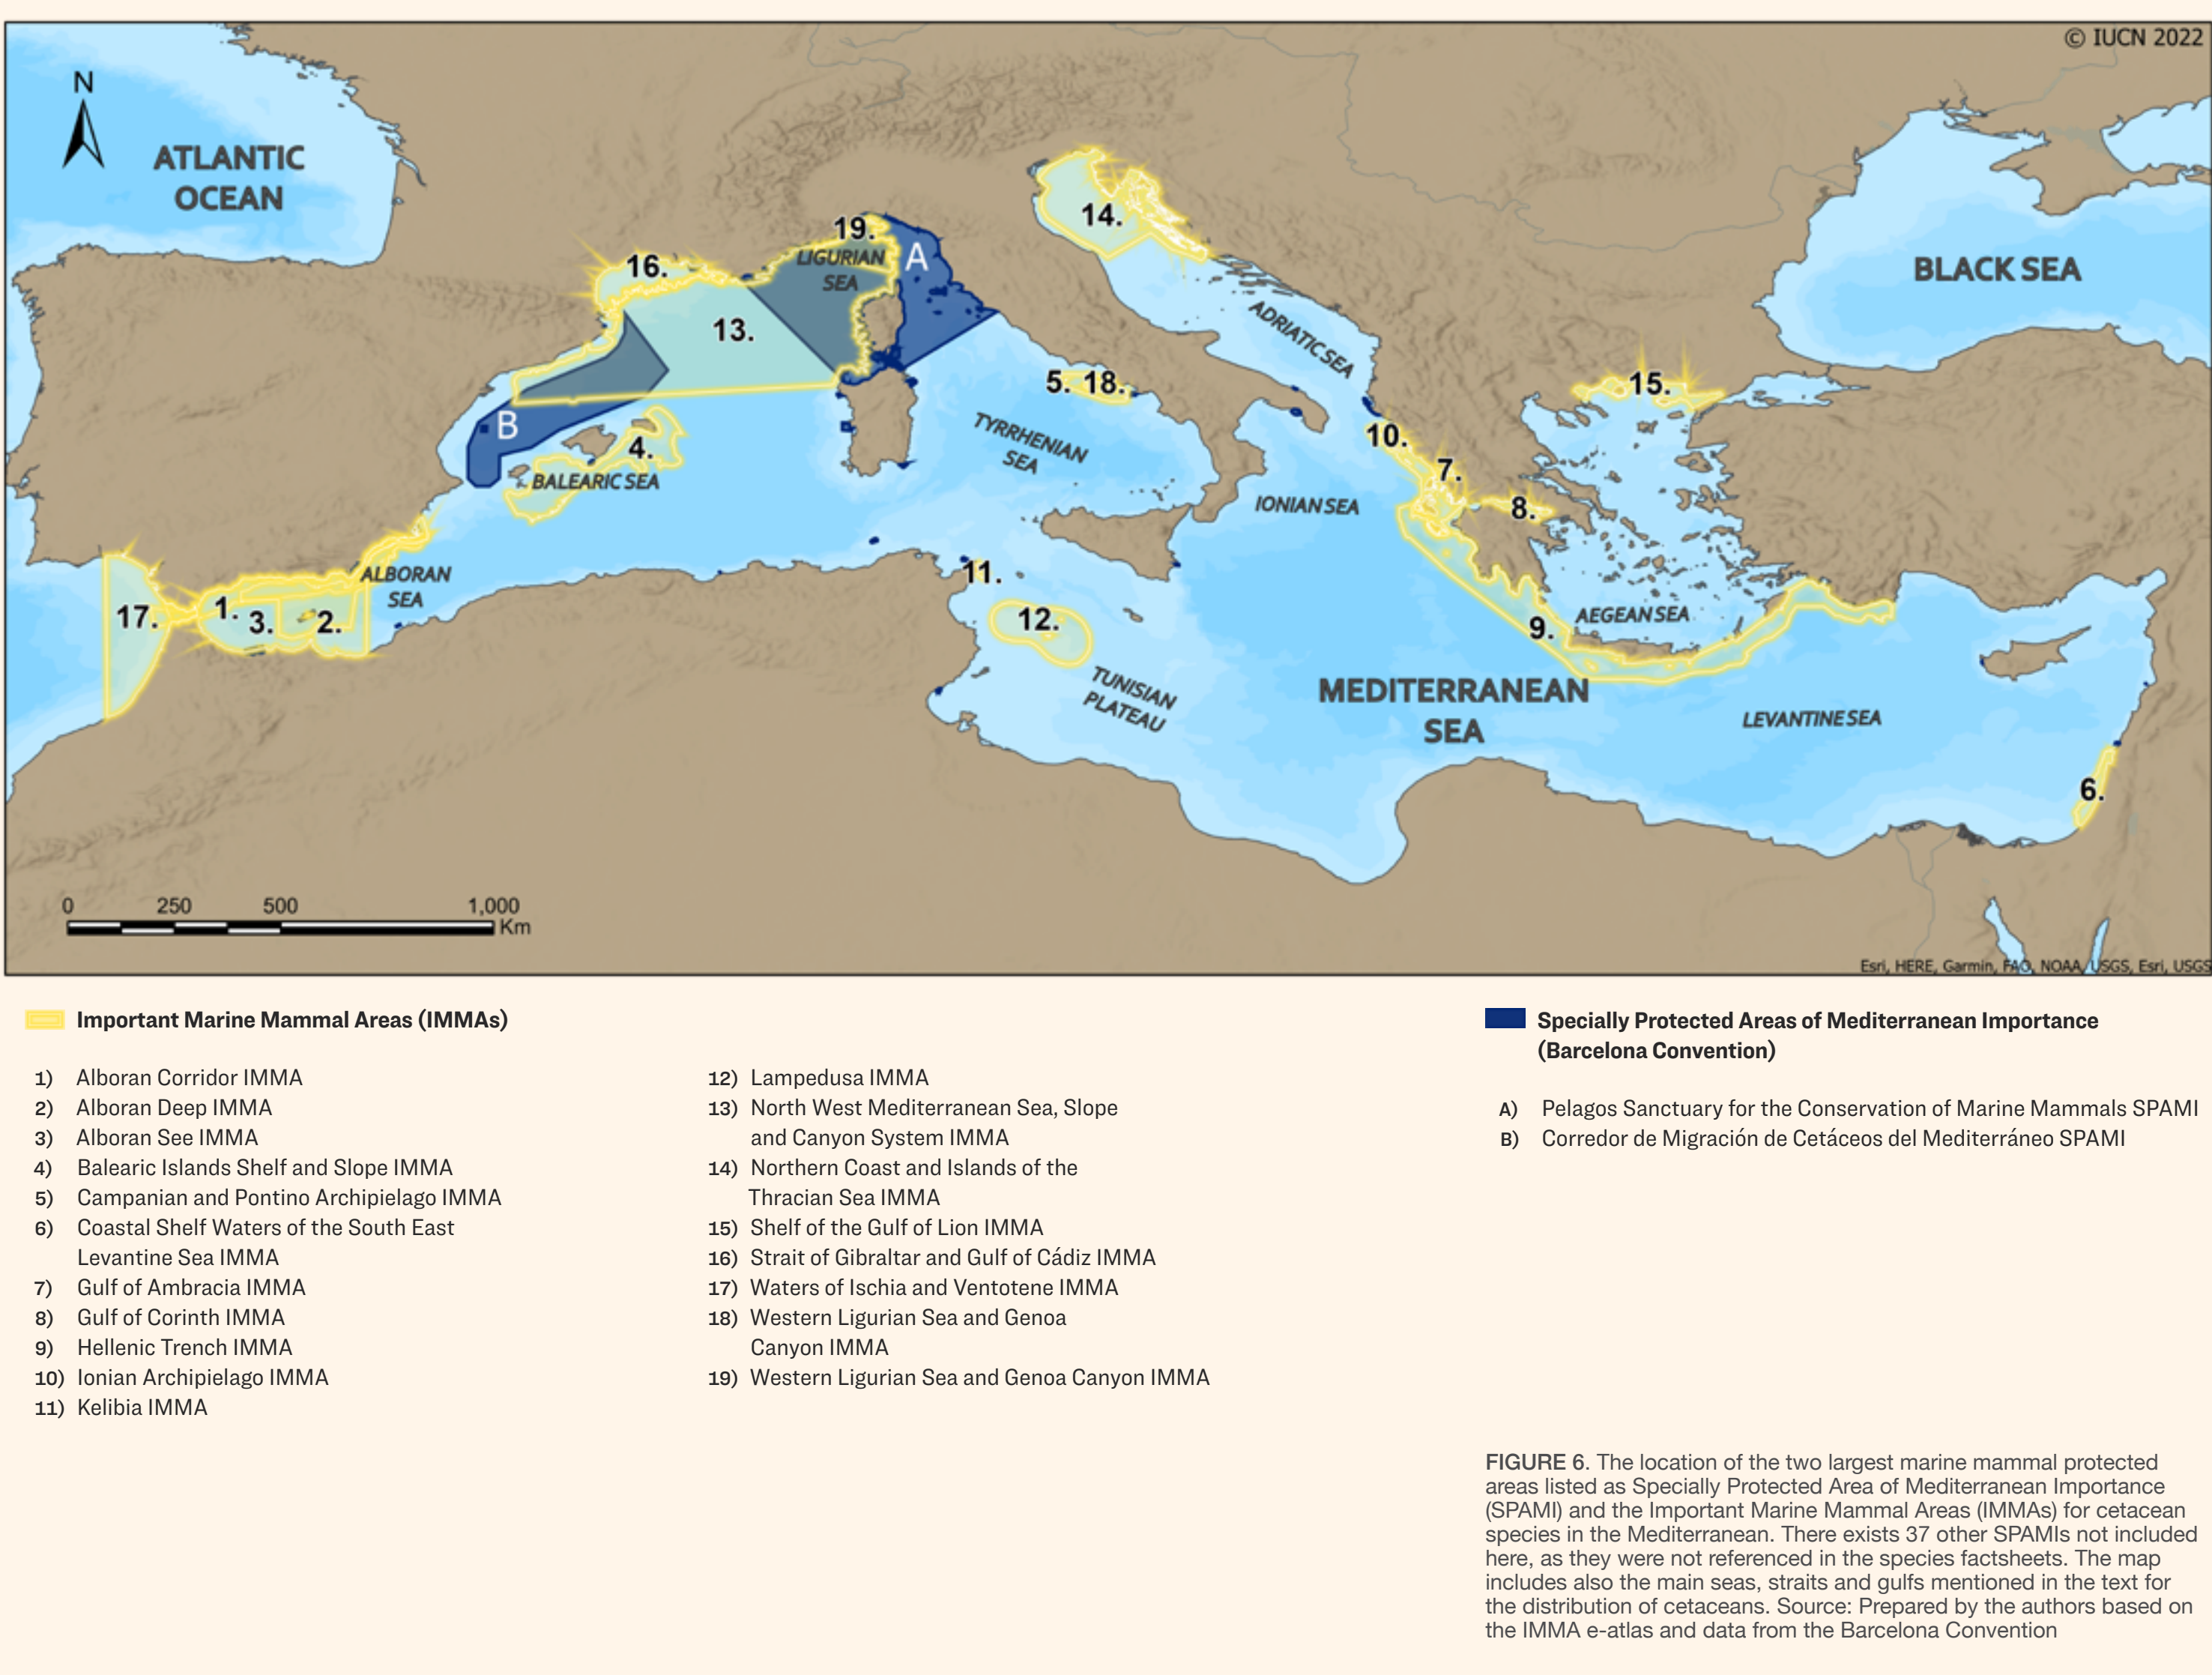 © IUCN 2022
N
ATLANTIC
OCEAN
BLACK SEA
14.
19.
LIGURIAN
SEA
A
16.
13.
ADRIATIC SEA
5. 18.
15.
B
4.
BALEARIC SEA
TYRRHENIAN
SEA
10.
7.
8.
IONIAN SEA
ALBORAN
SEA
11.
17.
1.
3.
2.
12.
9.
AEGEAN SEA
TUNISIAN
PLATEAU
MEDITERRANEAN
SEA
LEVANTINE SEA
6.
0 250 500 1,000
Km
Esri, HERE, Garmin, FAO, NOAA, USGS, Esri, USGS
Important Marine Mammal Areas (IMMAs)
1) Alboran Corridor IMMA
2) Alboran Deep IMMA
3) Alboran See IMMA
4) Balearic Islands Shelf and Slope IMMA
5) Campanian and Pontino Archipielago IMMA
6) Coastal Shelf Waters of the South East
Levantine Sea IMMA
7) Gulf of Ambracia IMMA
8) Gulf of Corinth IMMA
9) Hellenic Trench IMMA
10) Ionian Archipielago IMMA
11) Kelibia IMMA
12) Lampedusa IMMA
13) North West Mediterranean Sea, Slope
and Canyon System IMMA
14) Northern Coast and Islands of the
Thracian Sea IMMA
15) Shelf of the Gulf of Lion IMMA
16) Strait of Gibraltar and Gulf of Cádiz IMMA
17) Waters of Ischia and Ventotene IMMA
18) Western Ligurian Sea and Genoa
Canyon IMMA
19) Western Ligurian Sea and Genoa Canyon IMMA
Specially Protected Areas of Mediterranean Importance
(Barcelona Convention)
A) Pelagos Sanctuary for the Conservation of Marine Mammals SPAMI
B) Corredor de Migración de Cetáceos del Mediterráneo SPAMI
FIGURE 6. The location of the two largest marine mammal protected
areas listed as Specially Protected Area of Mediterranean Importance
(SPAMI) and the Important Marine Mammal Areas (IMMAs) for cetacean
species in the Mediterranean. There exists 37 other SPAMIs not included
here, as they were not referenced in the species factsheets. The map
includes also the main seas, straits and gulfs mentioned in the text for
the distribution of cetaceans. Source: Prepared by the authors based on
the IMMA e-atlas and data from the Barcelona Convention